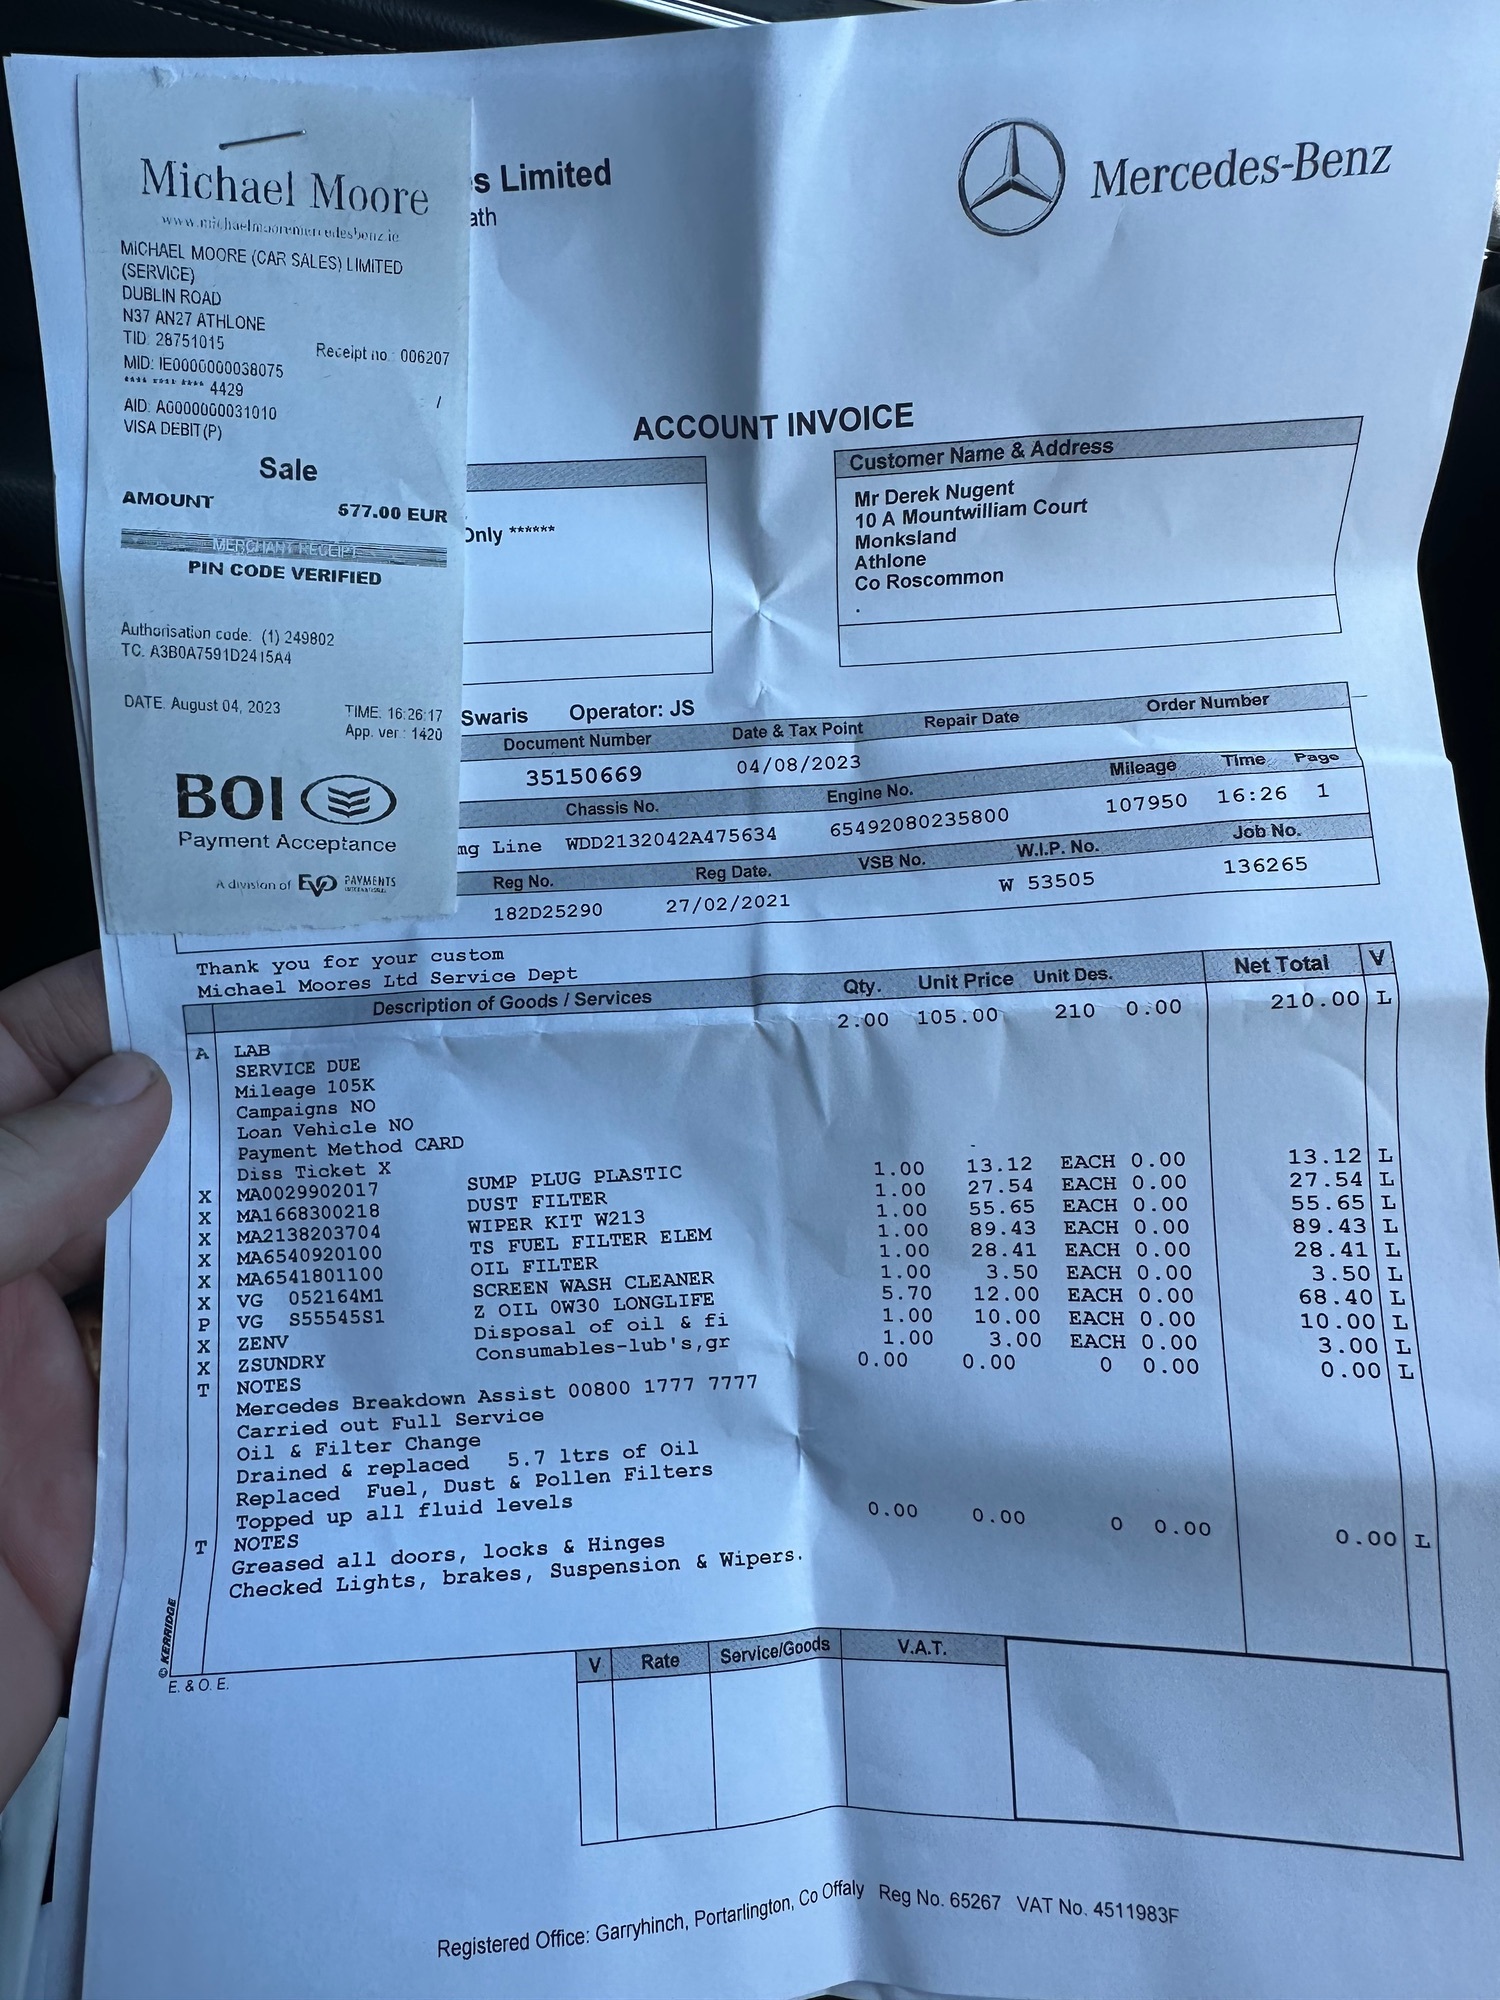 Michael Moore
www.michaelmooremercedesbenz.ie
MICHAEL MOORE (CAR SALES) LIMITED
(SERVICE)
DUBLIN ROAD
N37 AN27 ATHLONE
TID: 28751015
Receipt no.: 006207
MID: IE0000000038075
**** **** **** 4429 /
AID: A0000000031010
VISA DEBIT(P)
Sale
AMOUNT 577.00 EUR
MERCHANT RECEIPT
PIN CODE VERIFIED
Authorisation code. (1) 249802
TC. A3B0A7591D2415A4
DATE. August 04, 2023 TIME: 16:26:17
App. ver : 1420
BOI
Payment Acceptance
A division of EVO PAYMENTS INTERNATIONAL
s Limited
ath
Mercedes-Benz
ACCOUNT INVOICE
Only ******
Customer Name & Address
Mr Derek Nugent
10 A Mountwilliam Court
Monksland
Athlone
Co Roscommon
.
Swaris Operator: JS
Document Number Date & Tax Point Repair Date Order Number
35150669 04/08/2023
Chassis No. Engine No. Mileage Time Page
ng Line WDD2132042A475634 65492080235800 107950 16:26 1
Reg No. Reg Date. VSB No. W.I.P. No. Job No.
182D25290 27/02/2021 W 53505 136265
Thank you for your custom
Michael Moores Ltd Service Dept
Description of Goods / Services Qty. Unit Price Unit Des. Net Total V
A LAB 2.00 105.00 210 0.00 210.00 L
SERVICE DUE
Mileage 105K
Campaigns NO
Loan Vehicle NO
Payment Method CARD
Diss Ticket X
X MA0029902017 SUMP PLUG PLASTIC 1.00 13.12 EACH 0.00 13.12 L
X MA1668300218 DUST FILTER 1.00 27.54 EACH 0.00 27.54 L
X MA2138203704 WIPER KIT W213 1.00 55.65 EACH 0.00 55.65 L
X MA6540920100 TS FUEL FILTER ELEM 1.00 89.43 EACH 0.00 89.43 L
X MA6541801100 OIL FILTER 1.00 28.41 EACH 0.00 28.41 L
X VG 052164M1 SCREEN WASH CLEANER 1.00 3.50 EACH 0.00 3.50 L
P VG S55545S1 Z OIL 0W30 LONGLIFE 5.70 12.00 EACH 0.00 68.40 L
X ZENV Disposal of oil & fi 1.00 10.00 EACH 0.00 10.00 L
X ZSUNDRY Consumables-lub's,gr 1.00 3.00 EACH 0.00 3.00 L
T NOTES 0.00 0.00 0 0.00 0.00 L
Mercedes Breakdown Assist 00800 1777 7777
Carried out Full Service
Oil & Filter Change
Drained & replaced 5.7 ltrs of Oil
Replaced Fuel, Dust & Pollen Filters
Topped up all fluid levels
T NOTES 0.00 0.00 0 0.00 0.00 L
Greased all doors, locks & Hinges
Checked Lights, brakes, Suspension & Wipers.
© KERRIDGE
E. & O. E.
V Rate Service/Goods V.A.T.
Registered Office: Garryhinch, Portarlington, Co Offaly Reg No. 65267 VAT No. 4511983F